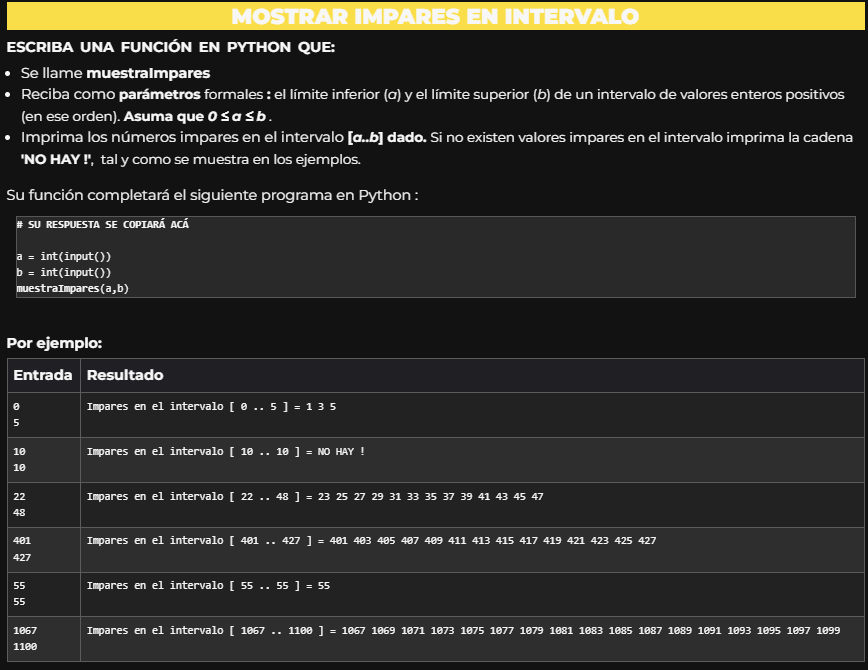 MOSTRAR IMPARES EN INTERVALO
ESCRIBA UNA FUNCIÓN EN PYTHON QUE:
• Se llame muestraImpares
• Reciba como parámetros formales : el límite inferior (a) y el límite superior (b) de un intervalo de valores enteros positivos
(en ese orden). Asuma que 0 ≤ a ≤ b .
• Imprima los números impares en el intervalo [a..b] dado. Si no existen valores impares en el intervalo imprima la cadena
'NO HAY !', tal y como se muestra en los ejemplos.
Su función completará el siguiente programa en Python :
# SU RESPUESTA SE COPIARÁ ACÁ
a = int(input())
b = int(input())
muestraImpares(a,b)
Por ejemplo:
Entrada Resultado
0 Impares en el intervalo [ 0 .. 5 ] = 1 3 5
5
10 Impares en el intervalo [ 10 .. 10 ] = NO HAY !
10
22 Impares en el intervalo [ 22 .. 48 ] = 23 25 27 29 31 33 35 37 39 41 43 45 47
48
401 Impares en el intervalo [ 401 .. 427 ] = 401 403 405 407 409 411 413 415 417 419 421 423 425 427
427
55 Impares en el intervalo [ 55 .. 55 ] = 55
55
1067 Impares en el intervalo [ 1067 .. 1100 ] = 1067 1069 1071 1073 1075 1077 1079 1081 1083 1085 1087 1089 1091 1093 1095 1097 1099
1100